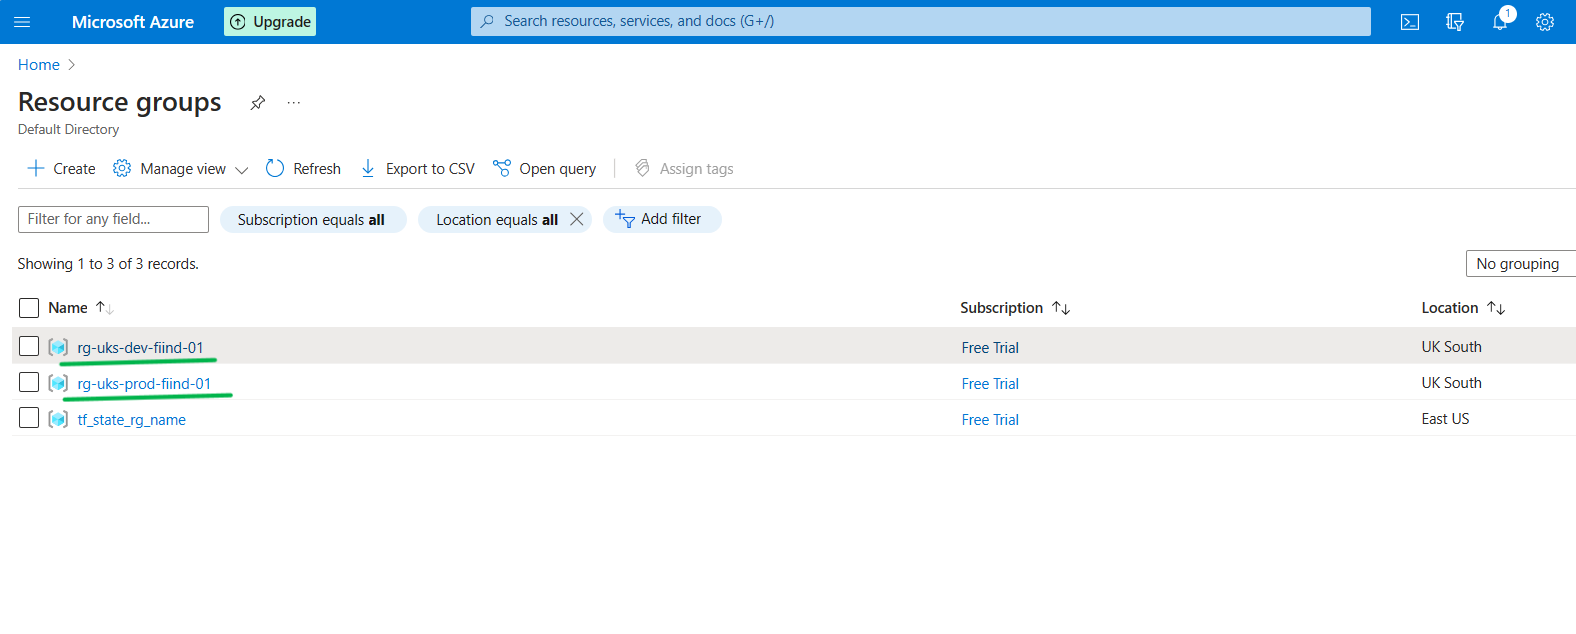 Microsoft Azure Upgrade Search resources, services, and docs (G+/) 1
Home
Resource groups ...
Default Directory
Create Manage view Refresh Export to CSV Open query Assign tags
Filter for any field... Subscription equals all Location equals all Add filter
Showing 1 to 3 of 3 records. No grouping
Name Subscription Location
rg-uks-dev-fiind-01 Free Trial UK South
rg-uks-prod-fiind-01 Free Trial UK South
tf_state_rg_name Free Trial East US